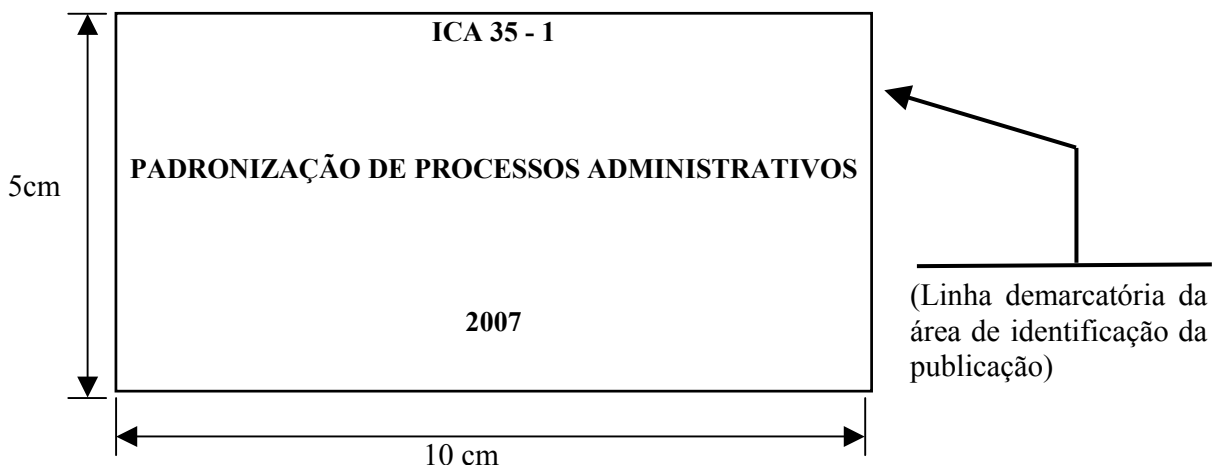 ICA 35 - 1
PADRONIZAÇÃO DE PROCESSOS ADMINISTRATIVOS
5cm
2007
(Linha demarcatória da
área de identificação da
publicação)
10 cm